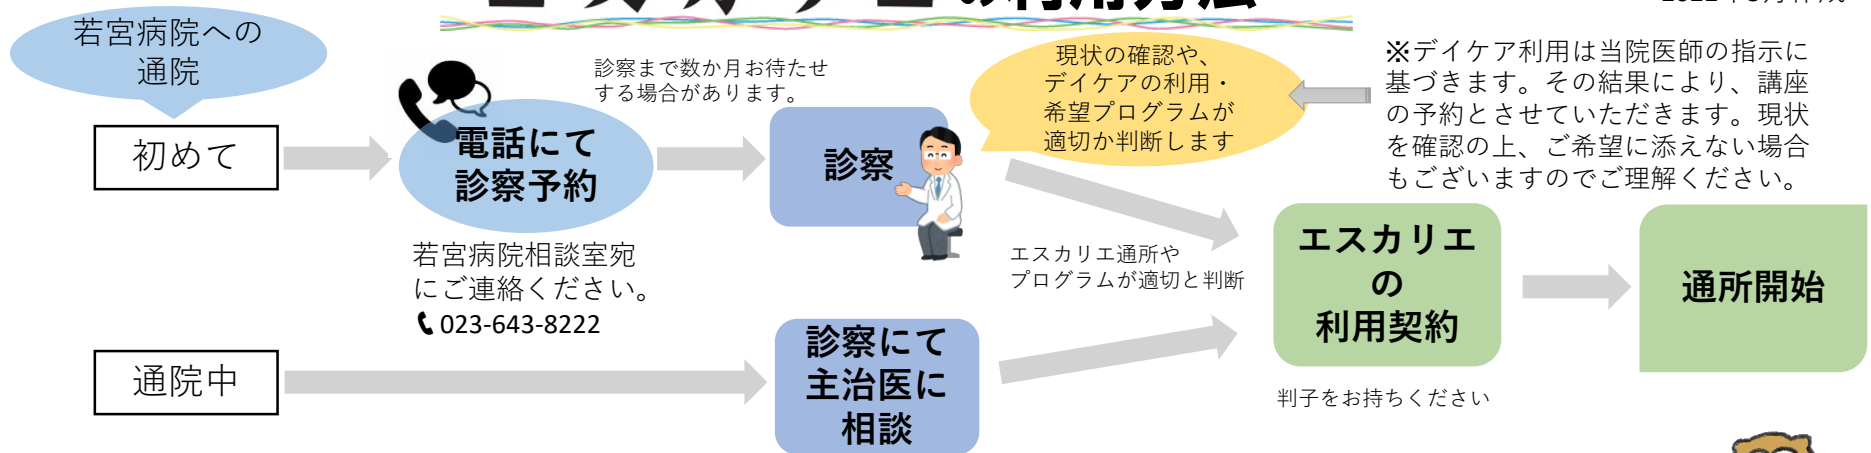 の利用方法
若宮病院への
通院
初めて
電話にて
診察予約
若宮病院相談室宛
にご連絡ください。
023-643-8222
診察まで数か月お待たせ
する場合があります。
診察
現状の確認や、
デイケアの利用・
希望プログラムが
適切か判断します
※デイケア利用は当院医師の指示に
基づきます。その結果により、講座
の予約とさせていただきます。現状
を確認の上、ご希望に添えない場合
もございますのでご理解ください。
エスカリエ通所や
プログラムが適切と判断
通院中
診察にて
主治医に
相談
エスカリエ
の
利用契約
判子をお持ちください
通所開始